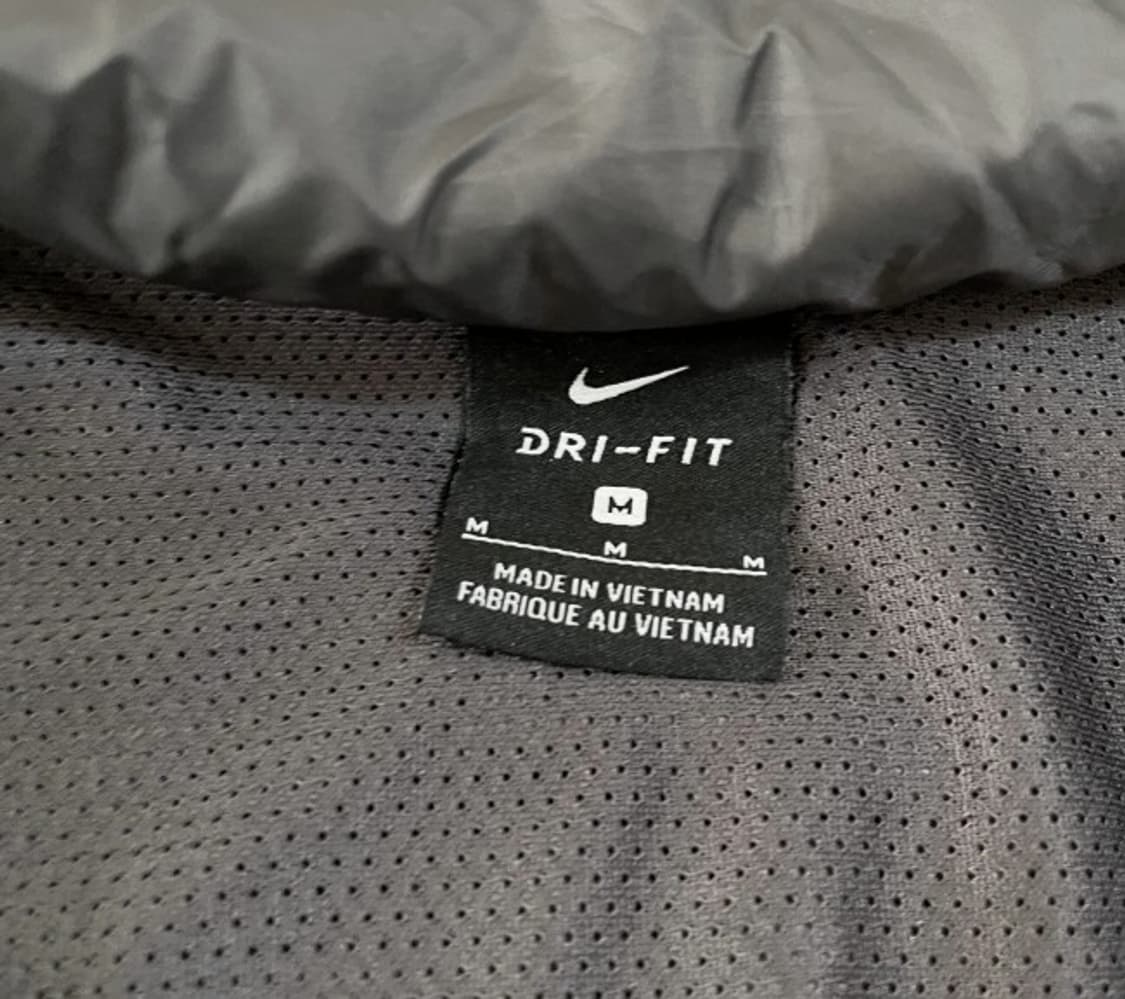 DRI-FIT
M
M M M
MADE IN VIETNAM
FABRIQUE AU VIETNAM